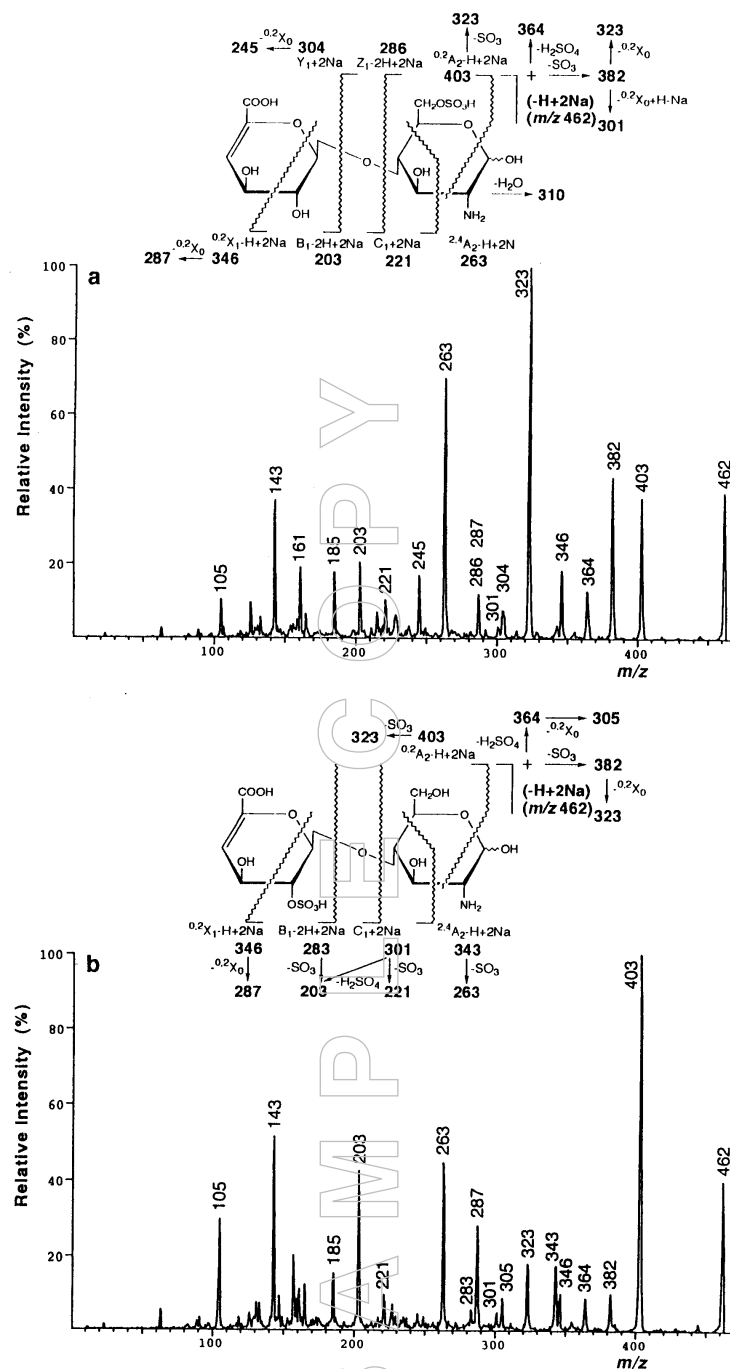 323 364 323
-SO₃ -H₂SO₄ -⁰,²X₀
245 ← -⁰,²X₀ 304 286 ⁰,²A₂-H+2Na -SO₃
Y₁+2Na Z₁-2H+2Na 403 + → 382
COOH CH₂OSO₃H (-H+2Na) -⁰,²X₀+H-Na
(m/z 462) 301
O O
OH O OH OH
-H₂O → 310
OH NH₂
⁰,²X₁-H+2Na B₁-2H+2Na C₁+2Na ²,⁴A₂-H+2N
287 ← -⁰,²X₀ 346 203 221 263
a
Relative Intensity (%)
100
80
60
40
20
105 143 161 185 203 221 245 263 286 287 301 304 323 346 364 382 403 462
100 200 300 400
m/z
364 → 305
-SO₃ -⁰,²X₀
323 ← 403 -H₂SO₄ -SO₃
⁰,²A₂-H+2Na + → 382
COOH CH₂OH (-H+2Na) -⁰,²X₀
(m/z 462) 323
O O
OH O OH OH
OSO₃H NH₂
⁰,²X₁-H+2Na B₁-2H+2Na C₁+2Na ²,⁴A₂-H+2Na
346 283 301 343
-⁰,²X₀ -SO₃ -SO₃ -SO₃
-H₂SO₄
287 203 221 263
b
Relative Intensity (%)
100
80
60
40
20
105 143 185 203 221 263 283 287 301 305 323 343 346 364 382 403 462
100 200 300 400
m/z